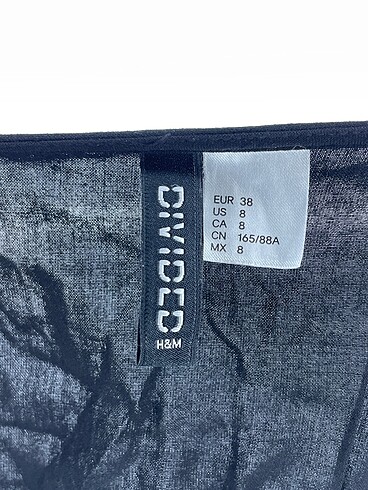 DIVIDED
H&M
EUR 38
US 8
CA 8
CN 165/88A
MX 8